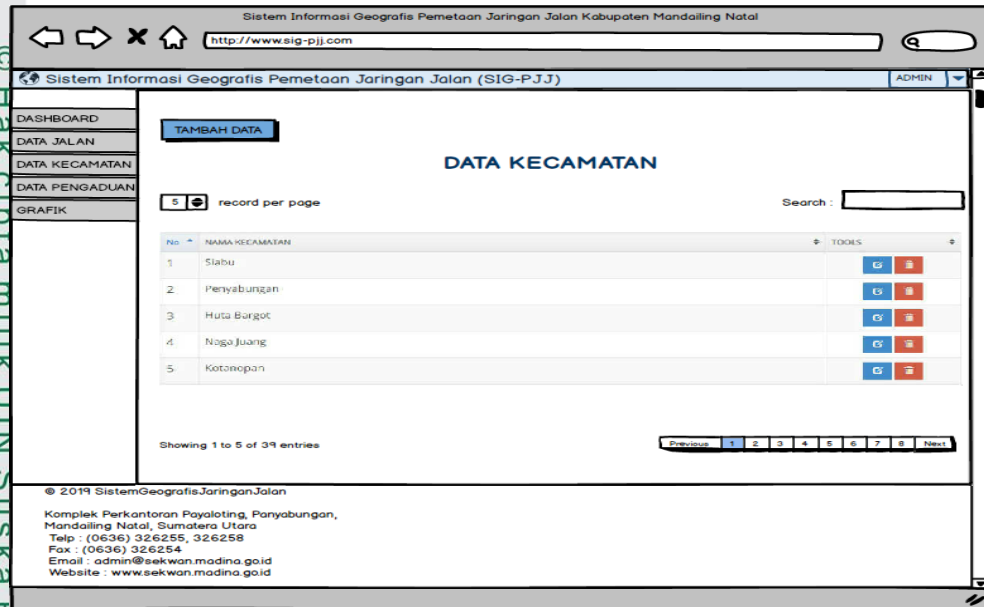 Sistem Informasi Geografis Pemetaan Jaringan Jalan Kabupaten Mandailing Natal
http://www.sig-pjj.com
Sistem Informasi Geografis Pemetaan Jaringan Jalan (SIG-PJJ)
ADMIN
DASHBOARD
DATA JALAN
DATA KECAMATAN
DATA PENGADUAN
GRAFIK
TAMBAH DATA
DATA KECAMATAN
5 record per page
Search :
No NAMA KECAMATAN TOOLS
1 Siabu
2 Penyabungan
3 Huta Bargot
4 Naga Juang
5 Kotanopan
Showing 1 to 5 of 39 entries
Previous 1 2 3 4 5 6 7 8 Next
© 2019 SistemGeografisJaringanJalan
Komplek Perkantoran Payaloting, Panyabungan,
Mandailing Natal, Sumatera Utara
Telp : (0636) 326255, 326258
Fax : (0636) 326254
Email : admin@sekwan.madina.go.id
Website : www.sekwan.madina.go.id